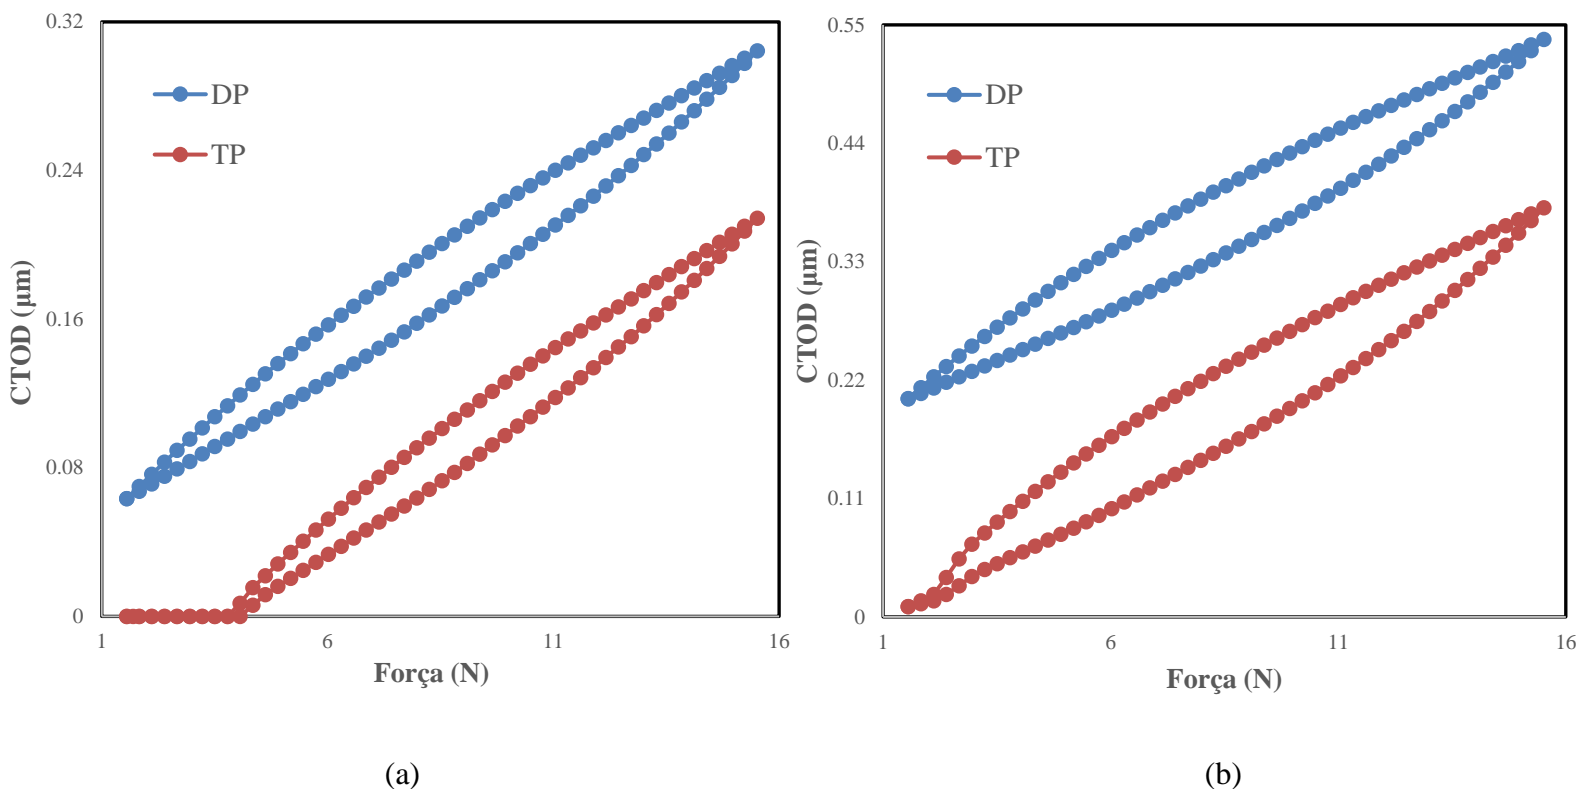 0.32
0.24
0.16
0.08
0
CTOD (µm)
DP
TP
1 6 11 16
Força (N)
(a)
0.55
0.44
0.33
0.22
0.11
0
CTOD (µm)
DP
TP
1 6 11 16
Força (N)
(b)